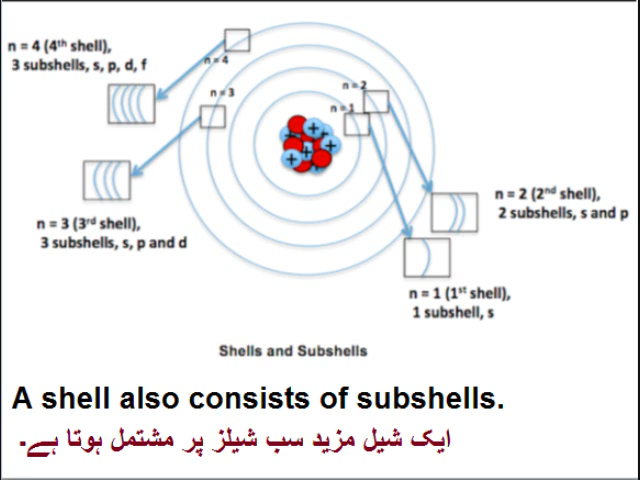 n = 4 (4th shell),
3 subshells, s, p, d, f
n = 4
n = 3
n = 2
n = 1
n = 3 (3rd shell),
3 subshells, s, p and d
n = 2 (2nd shell),
2 subshells, s and p
n = 1 (1st shell),
1 subshell, s
Shells and Subshells
A shell also consists of subshells.
ایک شیل مزید سب شیلز پر مشتمل ہوتا ہے۔